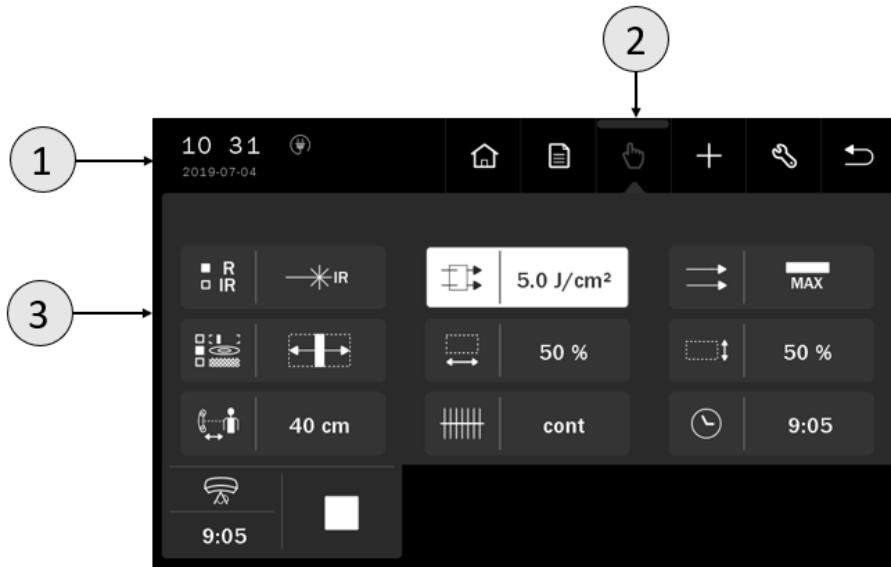 2
1
10 31
2019-07-04
3
R
IR
IR
5.0 J/cm²
MAX
50 %
50 %
40 cm
cont
9:05
9:05